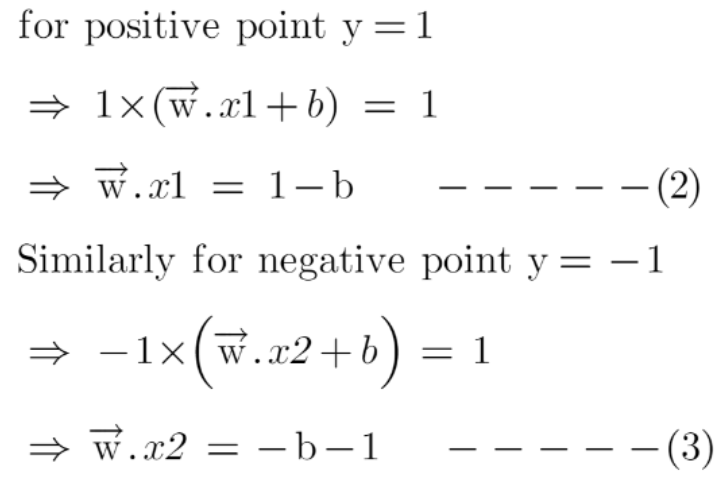 for positive point y = 1
⇒ 1×(w⃗.x1+b) = 1
⇒ w⃗.x1 = 1−b −−−−−(2)
Similarly for negative point y = −1
⇒ −1×(w⃗.x2+b) = 1
⇒ w⃗.x2 = −b−1 −−−−−(3)